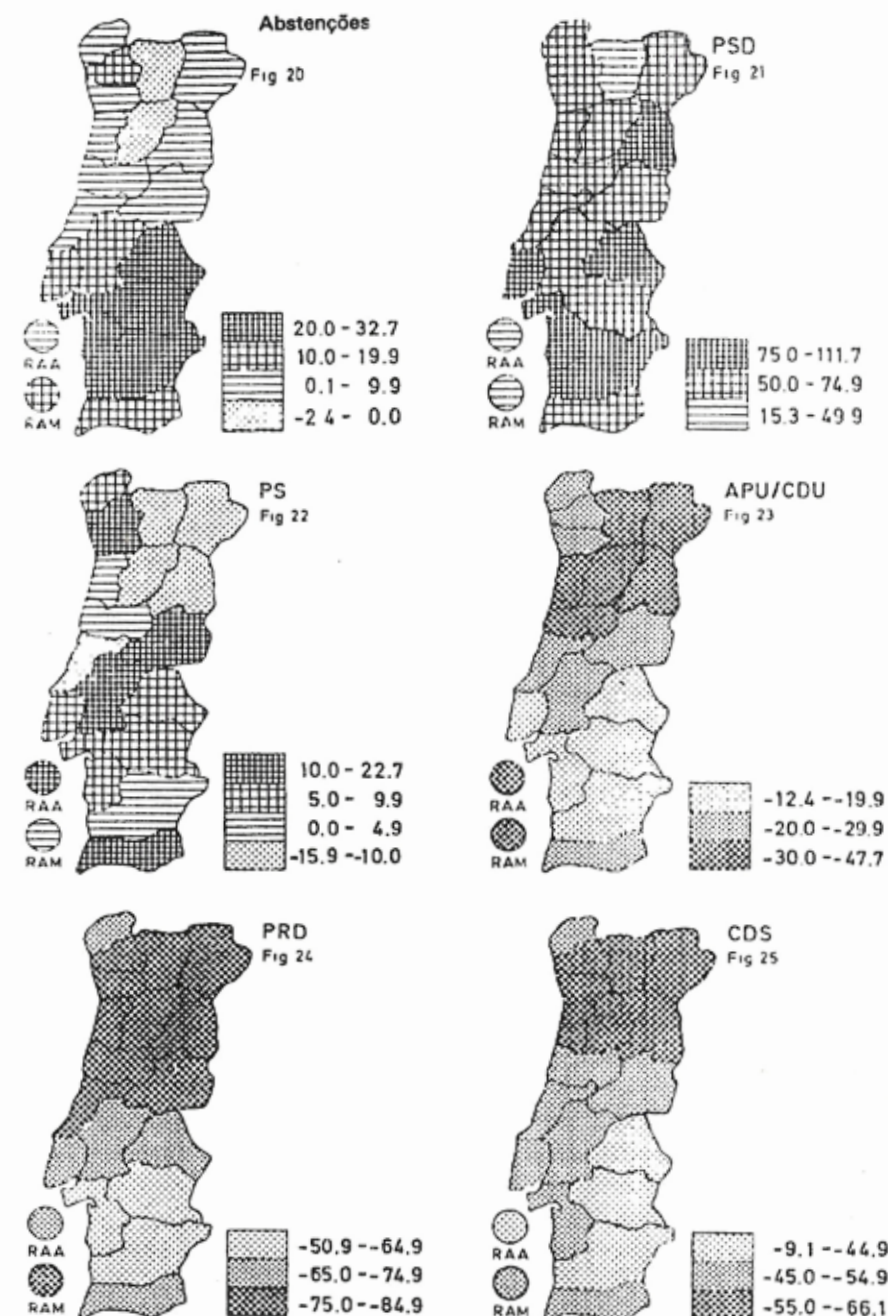 Abstenções
Fig 20
RAA
RAM
20.0 - 32.7
10.0 - 19.9
0.1 - 9.9
-2 4 - 0.0
PSD
Fig 21
RAA
RAM
75 0 -111.7
50.0 - 74.9
15.3 - 49 9
PS
Fig 22
RAA
RAM
10.0 - 22.7
5.0 - 9.9
0.0 - 4.9
-15.9 --10.0
APU/CDU
Fig 23
RAA
RAM
-12.4 --19.9
-20.0 --29.9
-30.0 --47.7
PRD
Fig 24
RAA
RAM
-50.9 --64.9
-65.0 --74.9
-75.0 --84.9
CDS
Fig 25
RAA
RAM
-9.1 --44.9
-45.0 --54.9
-55.0 --66.1